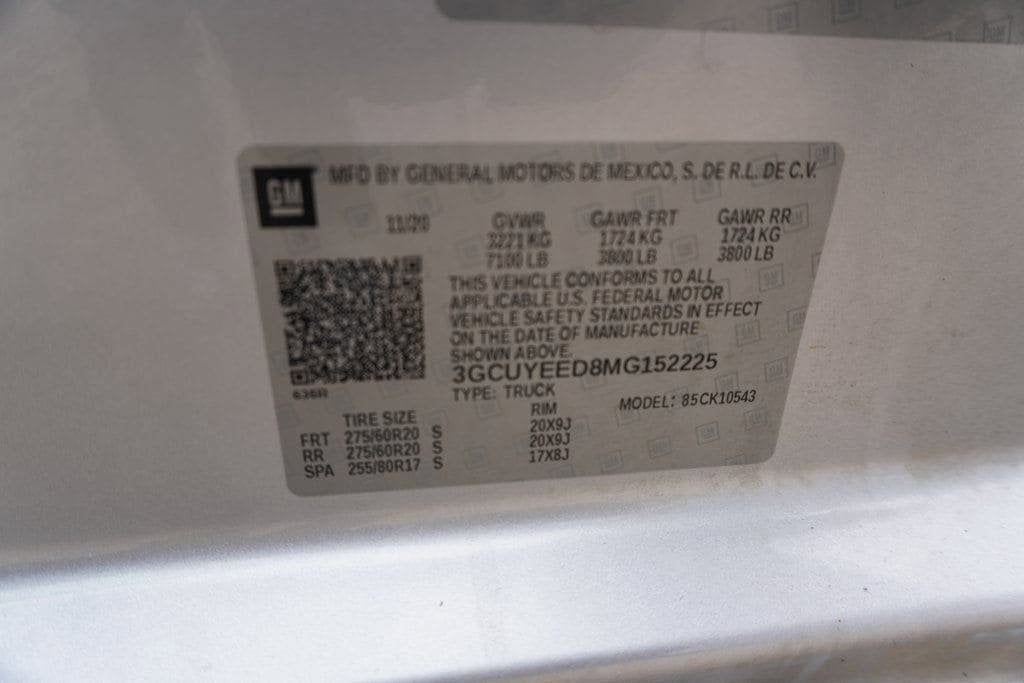 GM
MFD BY GENERAL MOTORS DE MEXICO, S. DE R.L. DE C.V.
11/20 GVWR GAWR FRT GAWR RR
3221 KG 1724 KG 1724 KG
7100 LB 3800 LB 3800 LB
THIS VEHICLE CONFORMS TO ALL
APPLICABLE U.S. FEDERAL MOTOR
VEHICLE SAFETY STANDARDS IN EFFECT
ON THE DATE OF MANUFACTURE
SHOWN ABOVE.
3GCUYEED8MG152225
TYPE: TRUCK MODEL: 85CK10543
TIRE SIZE RIM
FRT 275/60R20 S 20X9J
RR 275/60R20 S 20X9J
SPA 255/80R17 S 17X8J